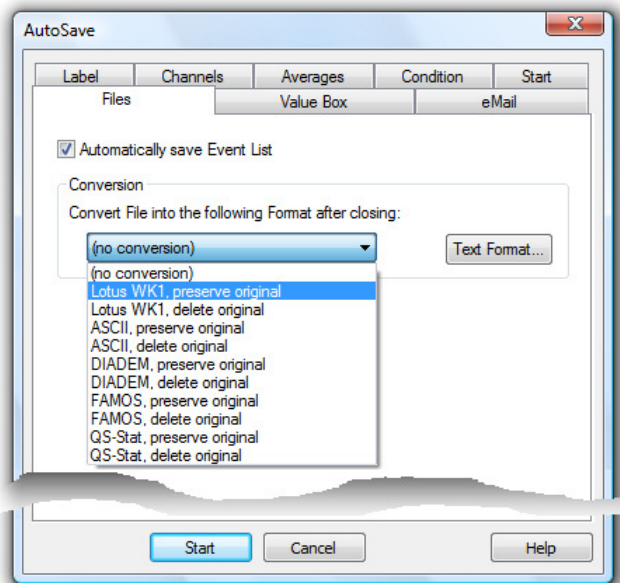 AutoSave
Label Channels Averages Condition Start
Files Value Box eMail
Automatically save Event List
Conversion
Convert File into the following Format after closing:
(no conversion) Text Format...
(no conversion)
Lotus WK1, preserve original
Lotus WK1, delete original
ASCII, preserve original
ASCII, delete original
DIADEM, preserve original
DIADEM, delete original
FAMOS, preserve original
FAMOS, delete original
QS-Stat, preserve original
QS-Stat, delete original
Start Cancel Help